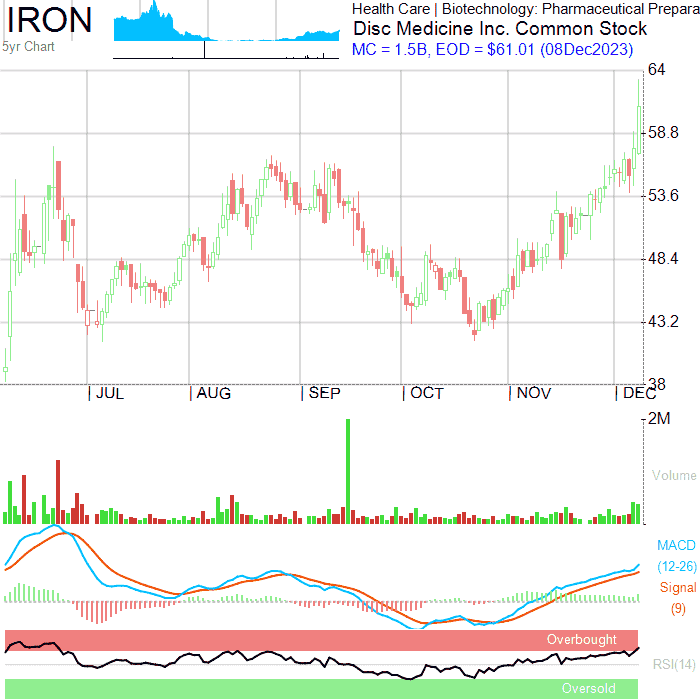 IRON
Health Care | Biotechnology: Pharmaceutical Prepara
Disc Medicine Inc. Common Stock
5yr Chart
MC = 1.5B, EOD = $61.01 (08Dec2023)
64
58.8
53.6
48.4
43.2
38
JUL AUG SEP OCT NOV DEC
2M
Volume
MACD
(12-26)
Signal
(9)
Overbought
RSI(14)
Oversold